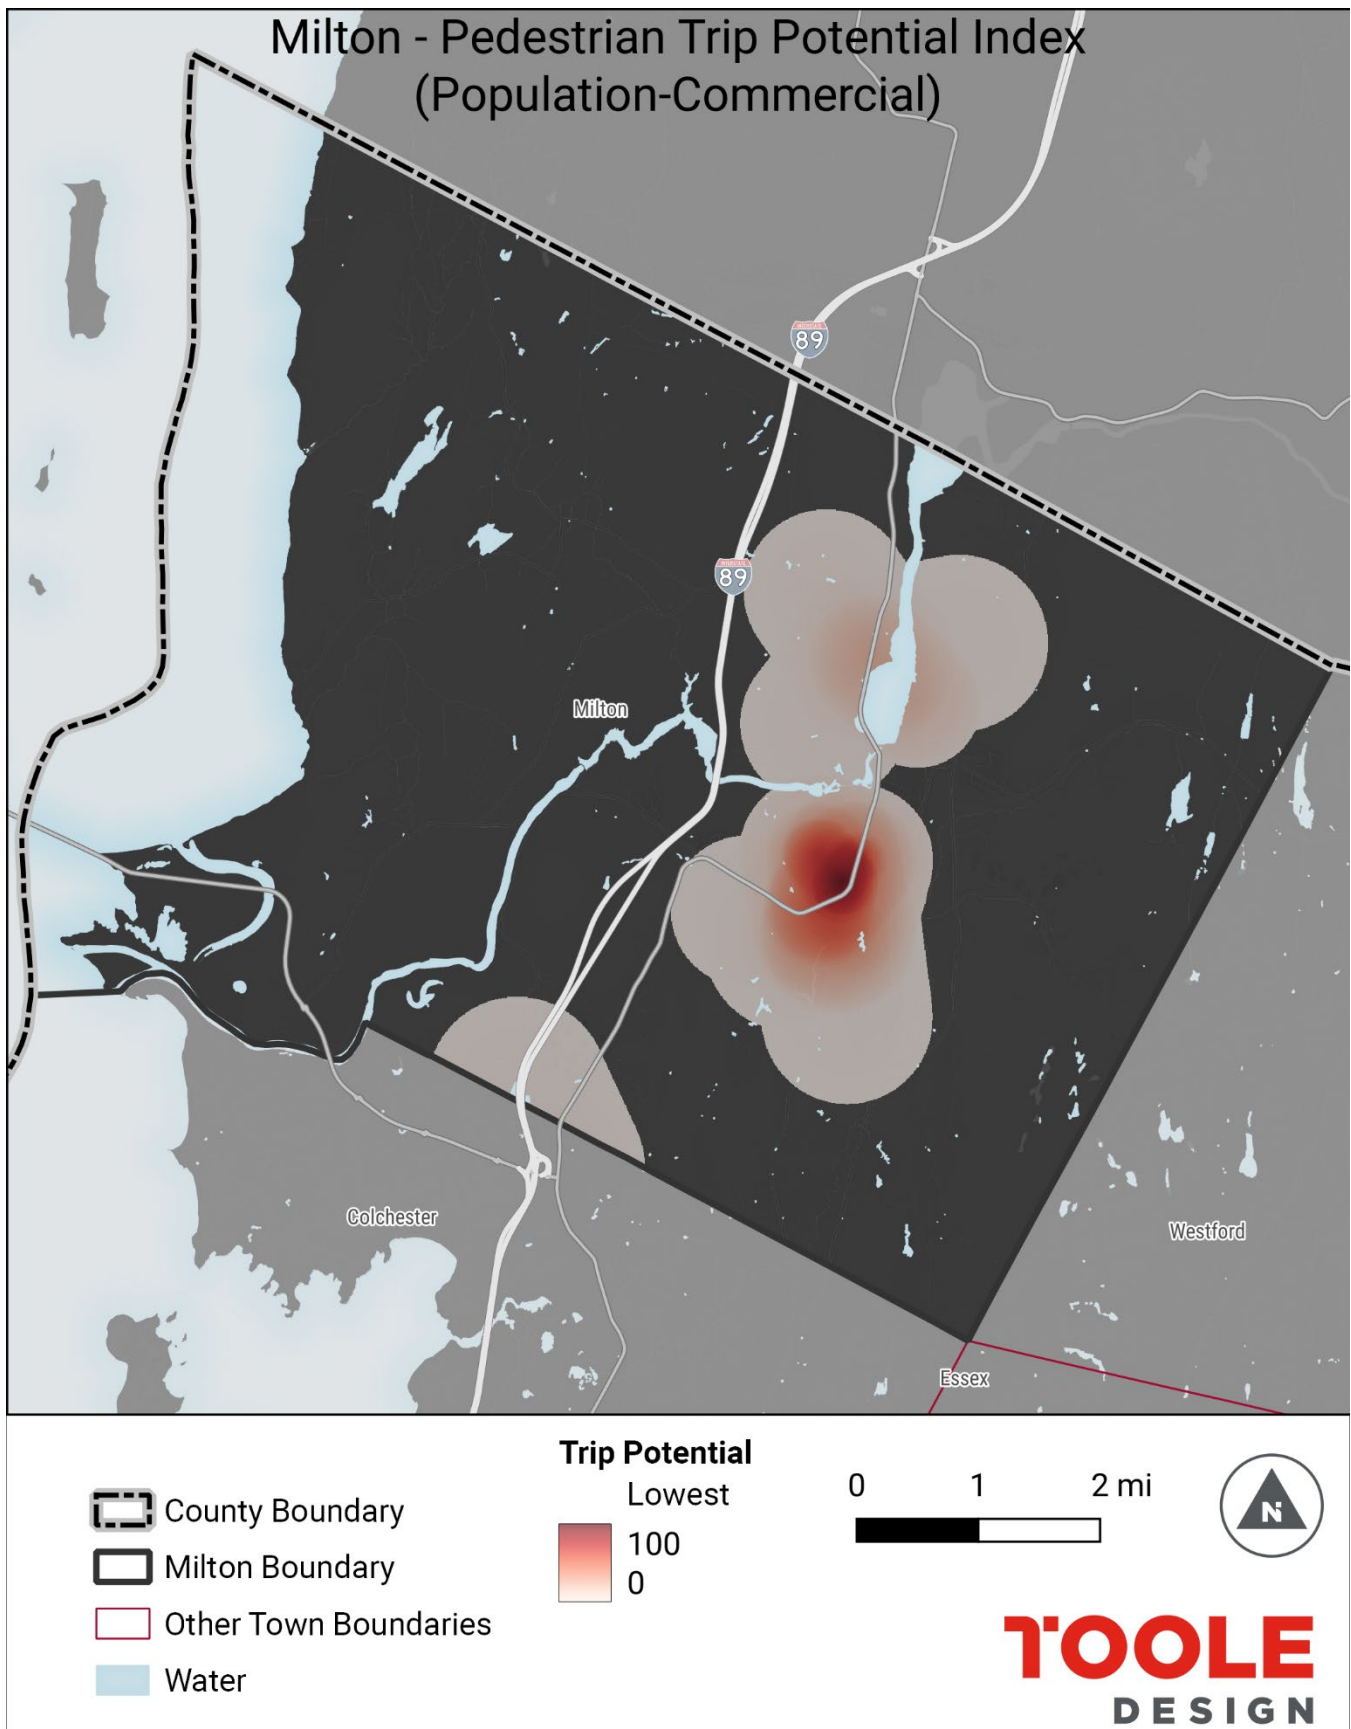 Milton - Pedestrian Trip Potential Index
(Population-Commercial)
89
89
Milton
Colchester
Westford
Essex
Trip Potential
Lowest
100
0
County Boundary
Milton Boundary
Other Town Boundaries
Water
0 1 2 mi
N
TOOLE
DESIGN